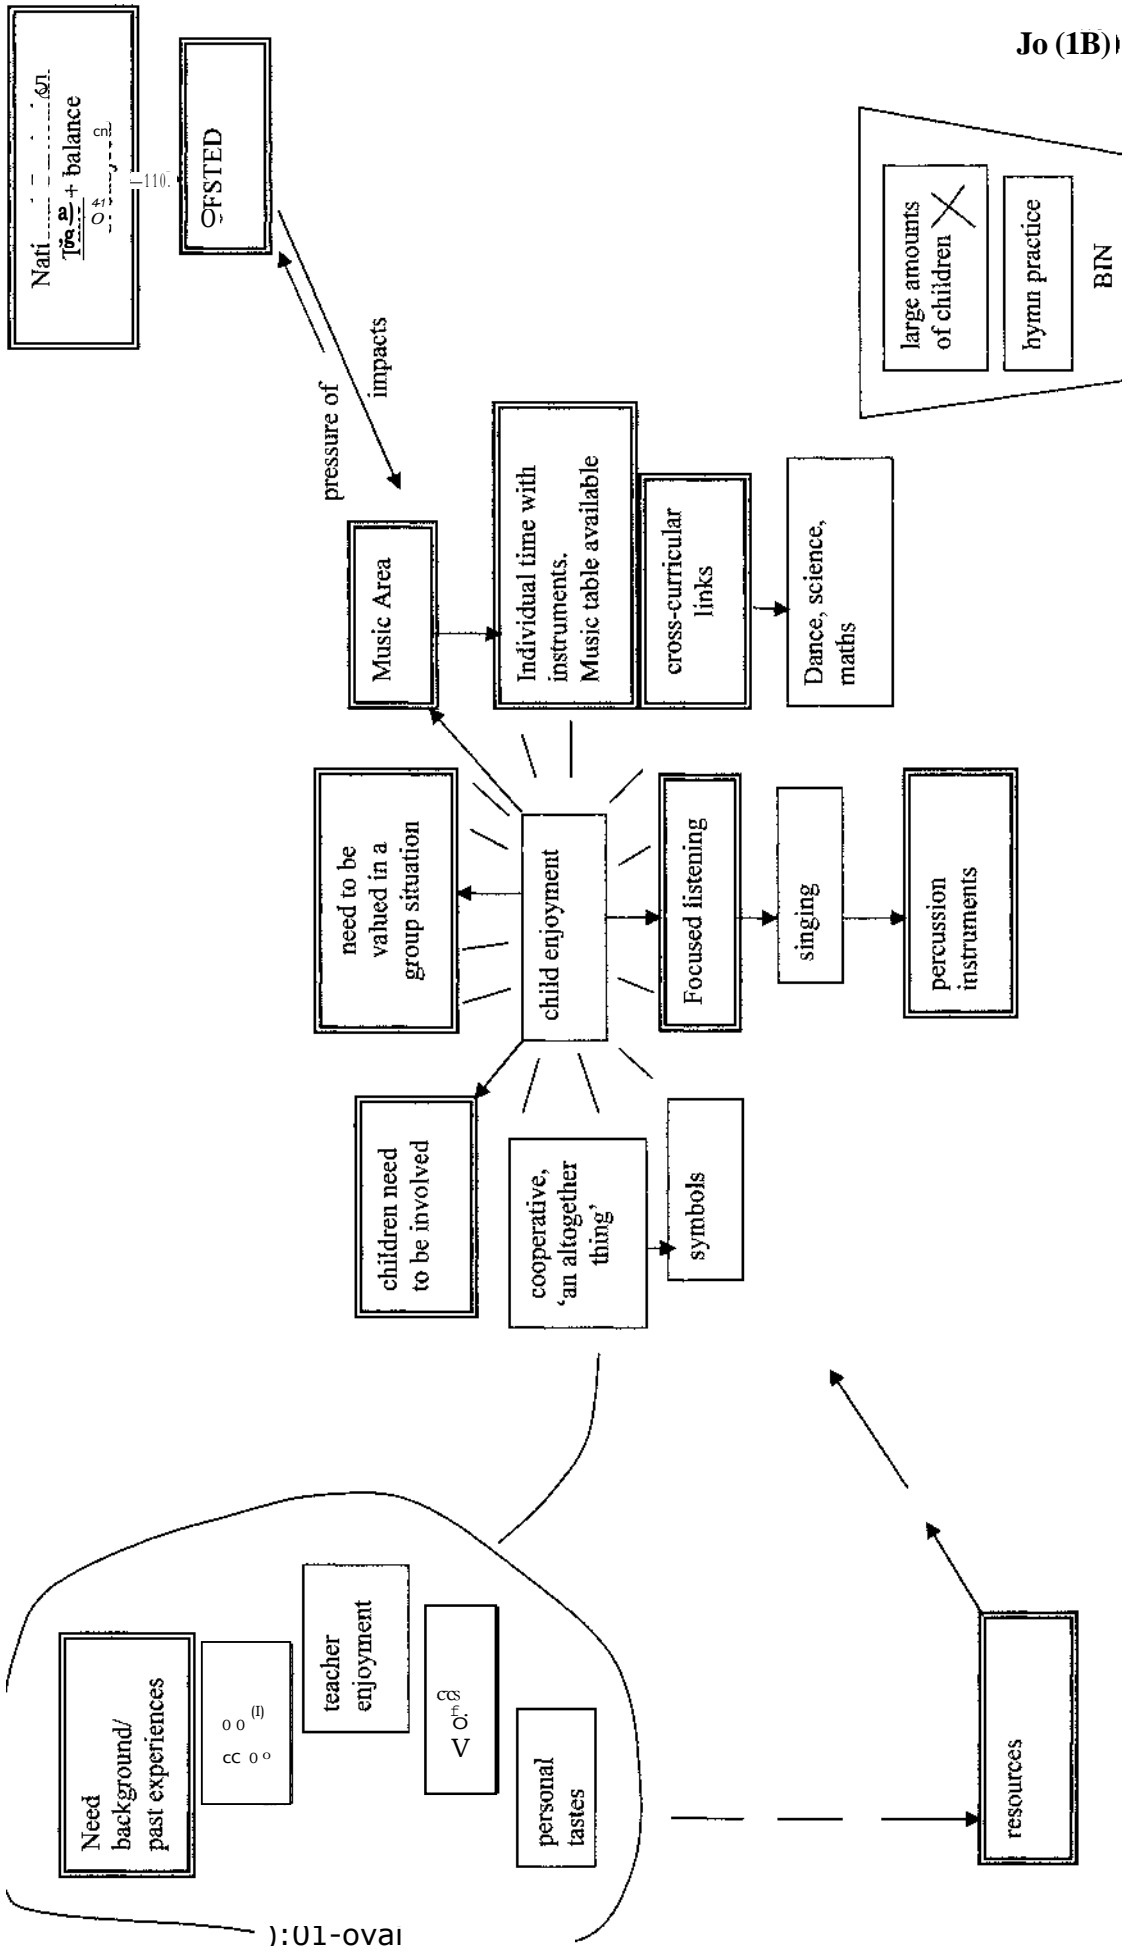 Jo (1B)
+ balance
OFSTED
pressure of
impacts
Music Area
Individual time with
instruments.
Music table available
cross-curricular
links
Dance, science,
maths
large amounts
of children
hymn practice
BIN
need to be
valued in a
group situation
child enjoyment
Focused listening
singing
percussion
instruments
children need
to be involved
cooperative,
‘an altogether
thing’
symbols
Need
background/
past experiences
teacher
enjoyment
personal
tastes
resources